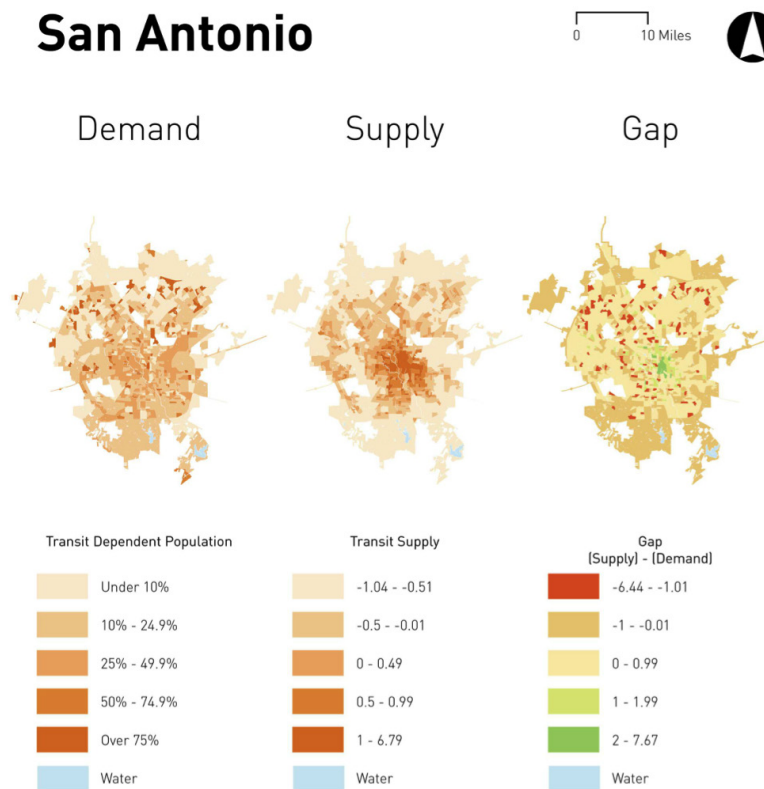 San Antonio
0 10 Miles
Demand
Supply
Gap
Transit Dependent Population
Under 10%
10% - 24.9%
25% - 49.9%
50% - 74.9%
Over 75%
Water
Transit Supply
-1.04 - -0.51
-0.5 - -0.01
0 - 0.49
0.5 - 0.99
1 - 6.79
Water
Gap
(Supply) - (Demand)
-6.44 - -1.01
-1 - -0.01
0 - 0.99
1 - 1.99
2 - 7.67
Water